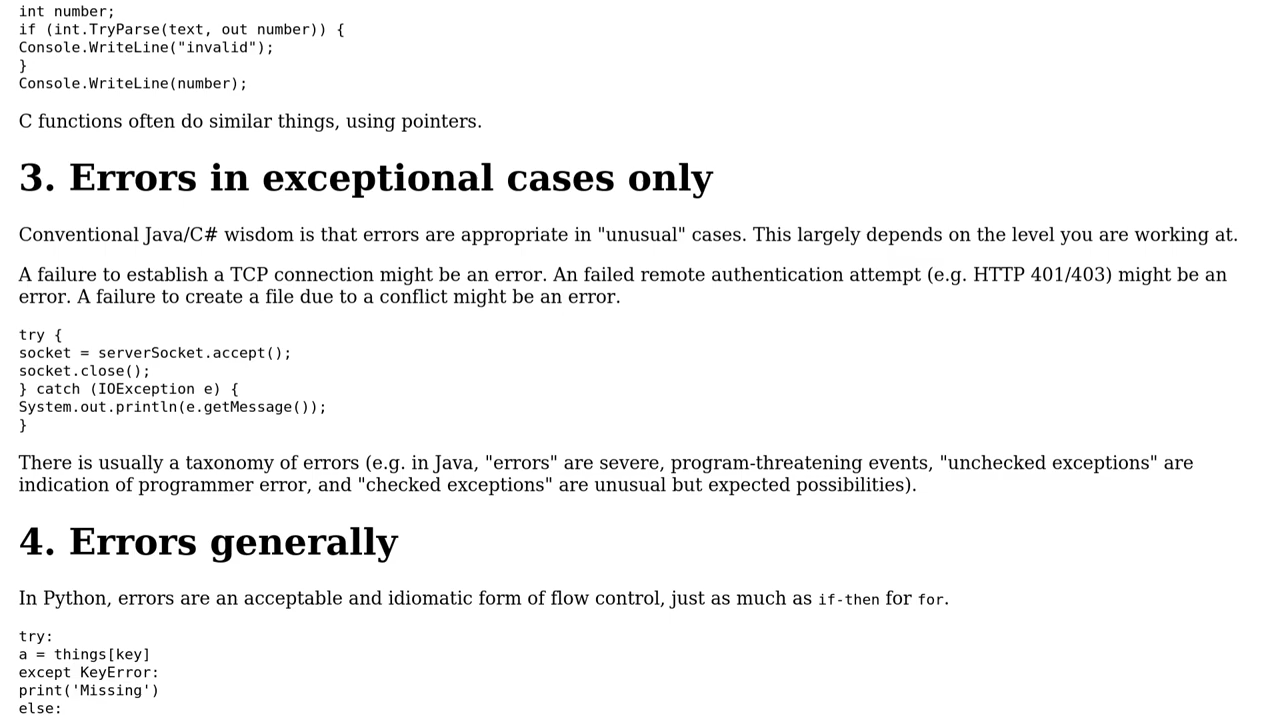 int number;
if (int.TryParse(text, out number)) {
Console.WriteLine("invalid");
}
Console.WriteLine(number);
C functions often do similar things, using pointers.
3. Errors in exceptional cases only
Conventional Java/C# wisdom is that errors are appropriate in "unusual" cases. This largely depends on the level you are working at.
A failure to establish a TCP connection might be an error. An failed remote authentication attempt (e.g. HTTP 401/403) might be an
error. A failure to create a file due to a conflict might be an error.
try {
socket = serverSocket.accept();
socket.close();
} catch (IOException e) {
System.out.println(e.getMessage());
}
There is usually a taxonomy of errors (e.g. in Java, "errors" are severe, program-threatening events, "unchecked exceptions" are
indication of programmer error, and "checked exceptions" are unusual but expected possibilities).
4. Errors generally
In Python, errors are an acceptable and idiomatic form of flow control, just as much as if-then for for.
try:
a = things[key]
except KeyError:
print('Missing')
else: